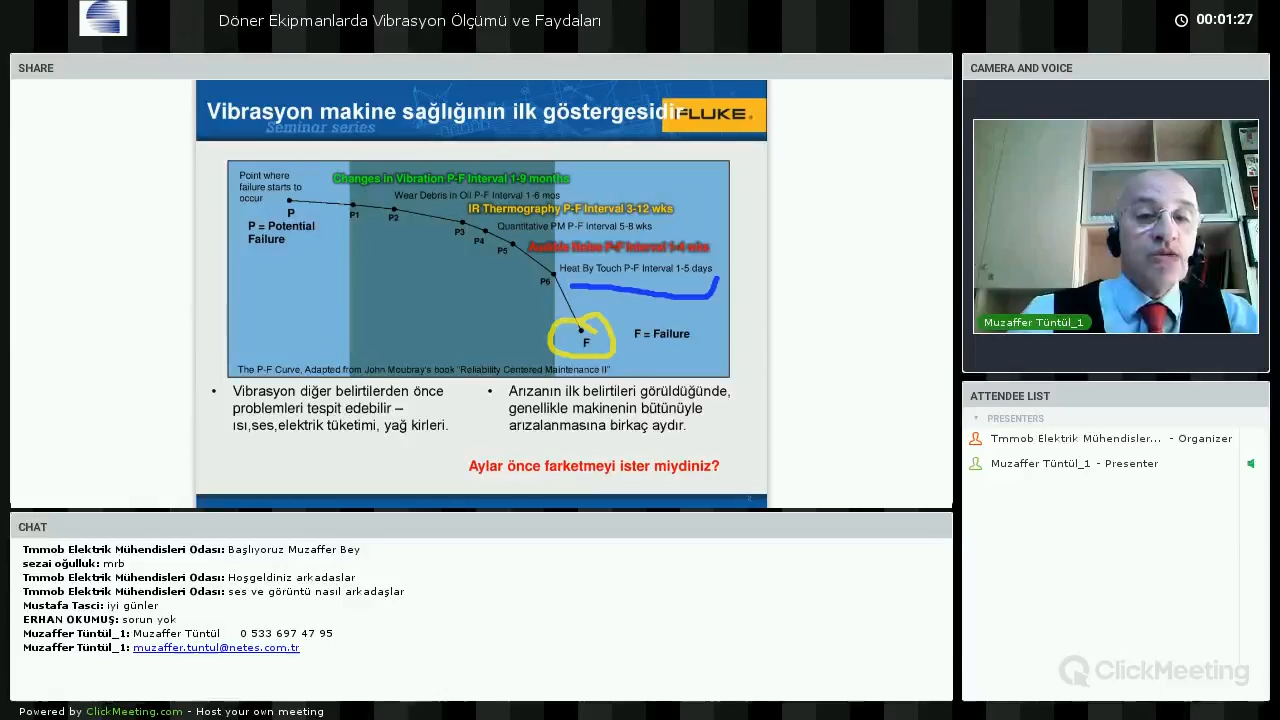 Döner Ekipmanlarda Vibrasyon Ölçümü ve Faydaları
00:01:27
SHARE
Vibrasyon makine sağlığının ilk göstergesidir
FLUKE®
Seminar series
Point where
failure starts to
occur
Changes in Vibration P-F Interval 1-9 months
Wear Debris in Oil P-F Interval 1-6 mos
IR Thermography P-F Interval 3-12 wks
P
P1
P2
P = Potential
Failure
Quantitative PM P-F Interval 5-8 wks
P3
P4
P5
Audible Noise P-F Interval 1-4 wks
Heat By Touch P-F Interval 1-5 days
P6
F
F = Failure
The P-F Curve, Adapted from John Moubray's book "Reliability Centered Maintenance II"
• Vibrasyon diğer belirtilerden önce
problemleri tespit edebilir –
ısı,ses,elektrik tüketimi, yağ kirleri.
• Arızanın ilk belirtileri görüldüğünde,
genellikle makinenin bütünüyle
arızalanmasına birkaç aydır.
Aylar önce farketmeyi ister miydiniz?
CAMERA AND VOICE
Muzaffer Tüntül_1
ATTENDEE LIST
PRESENTERS
Tmmob Elektrik Mühendisler... - Organizer
Muzaffer Tüntül_1 - Presenter
CHAT
Tmmob Elektrik Mühendisleri Odası: Başlıyoruz Muzaffer Bey
sezai oğulluk: mrb
Tmmob Elektrik Mühendisleri Odası: Hoşgeldiniz arkadaslar
Tmmob Elektrik Mühendisleri Odası: ses ve görüntü nasıl arkadaşlar
Mustafa Tasci: iyi günler
ERHAN OKUMUŞ: sorun yok
Muzaffer Tüntül_1: Muzaffer Tüntül 0 533 697 47 95
Muzaffer Tüntül_1: muzaffer.tuntul@netes.com.tr
ClickMeeting
Powered by ClickMeeting.com - Host your own meeting